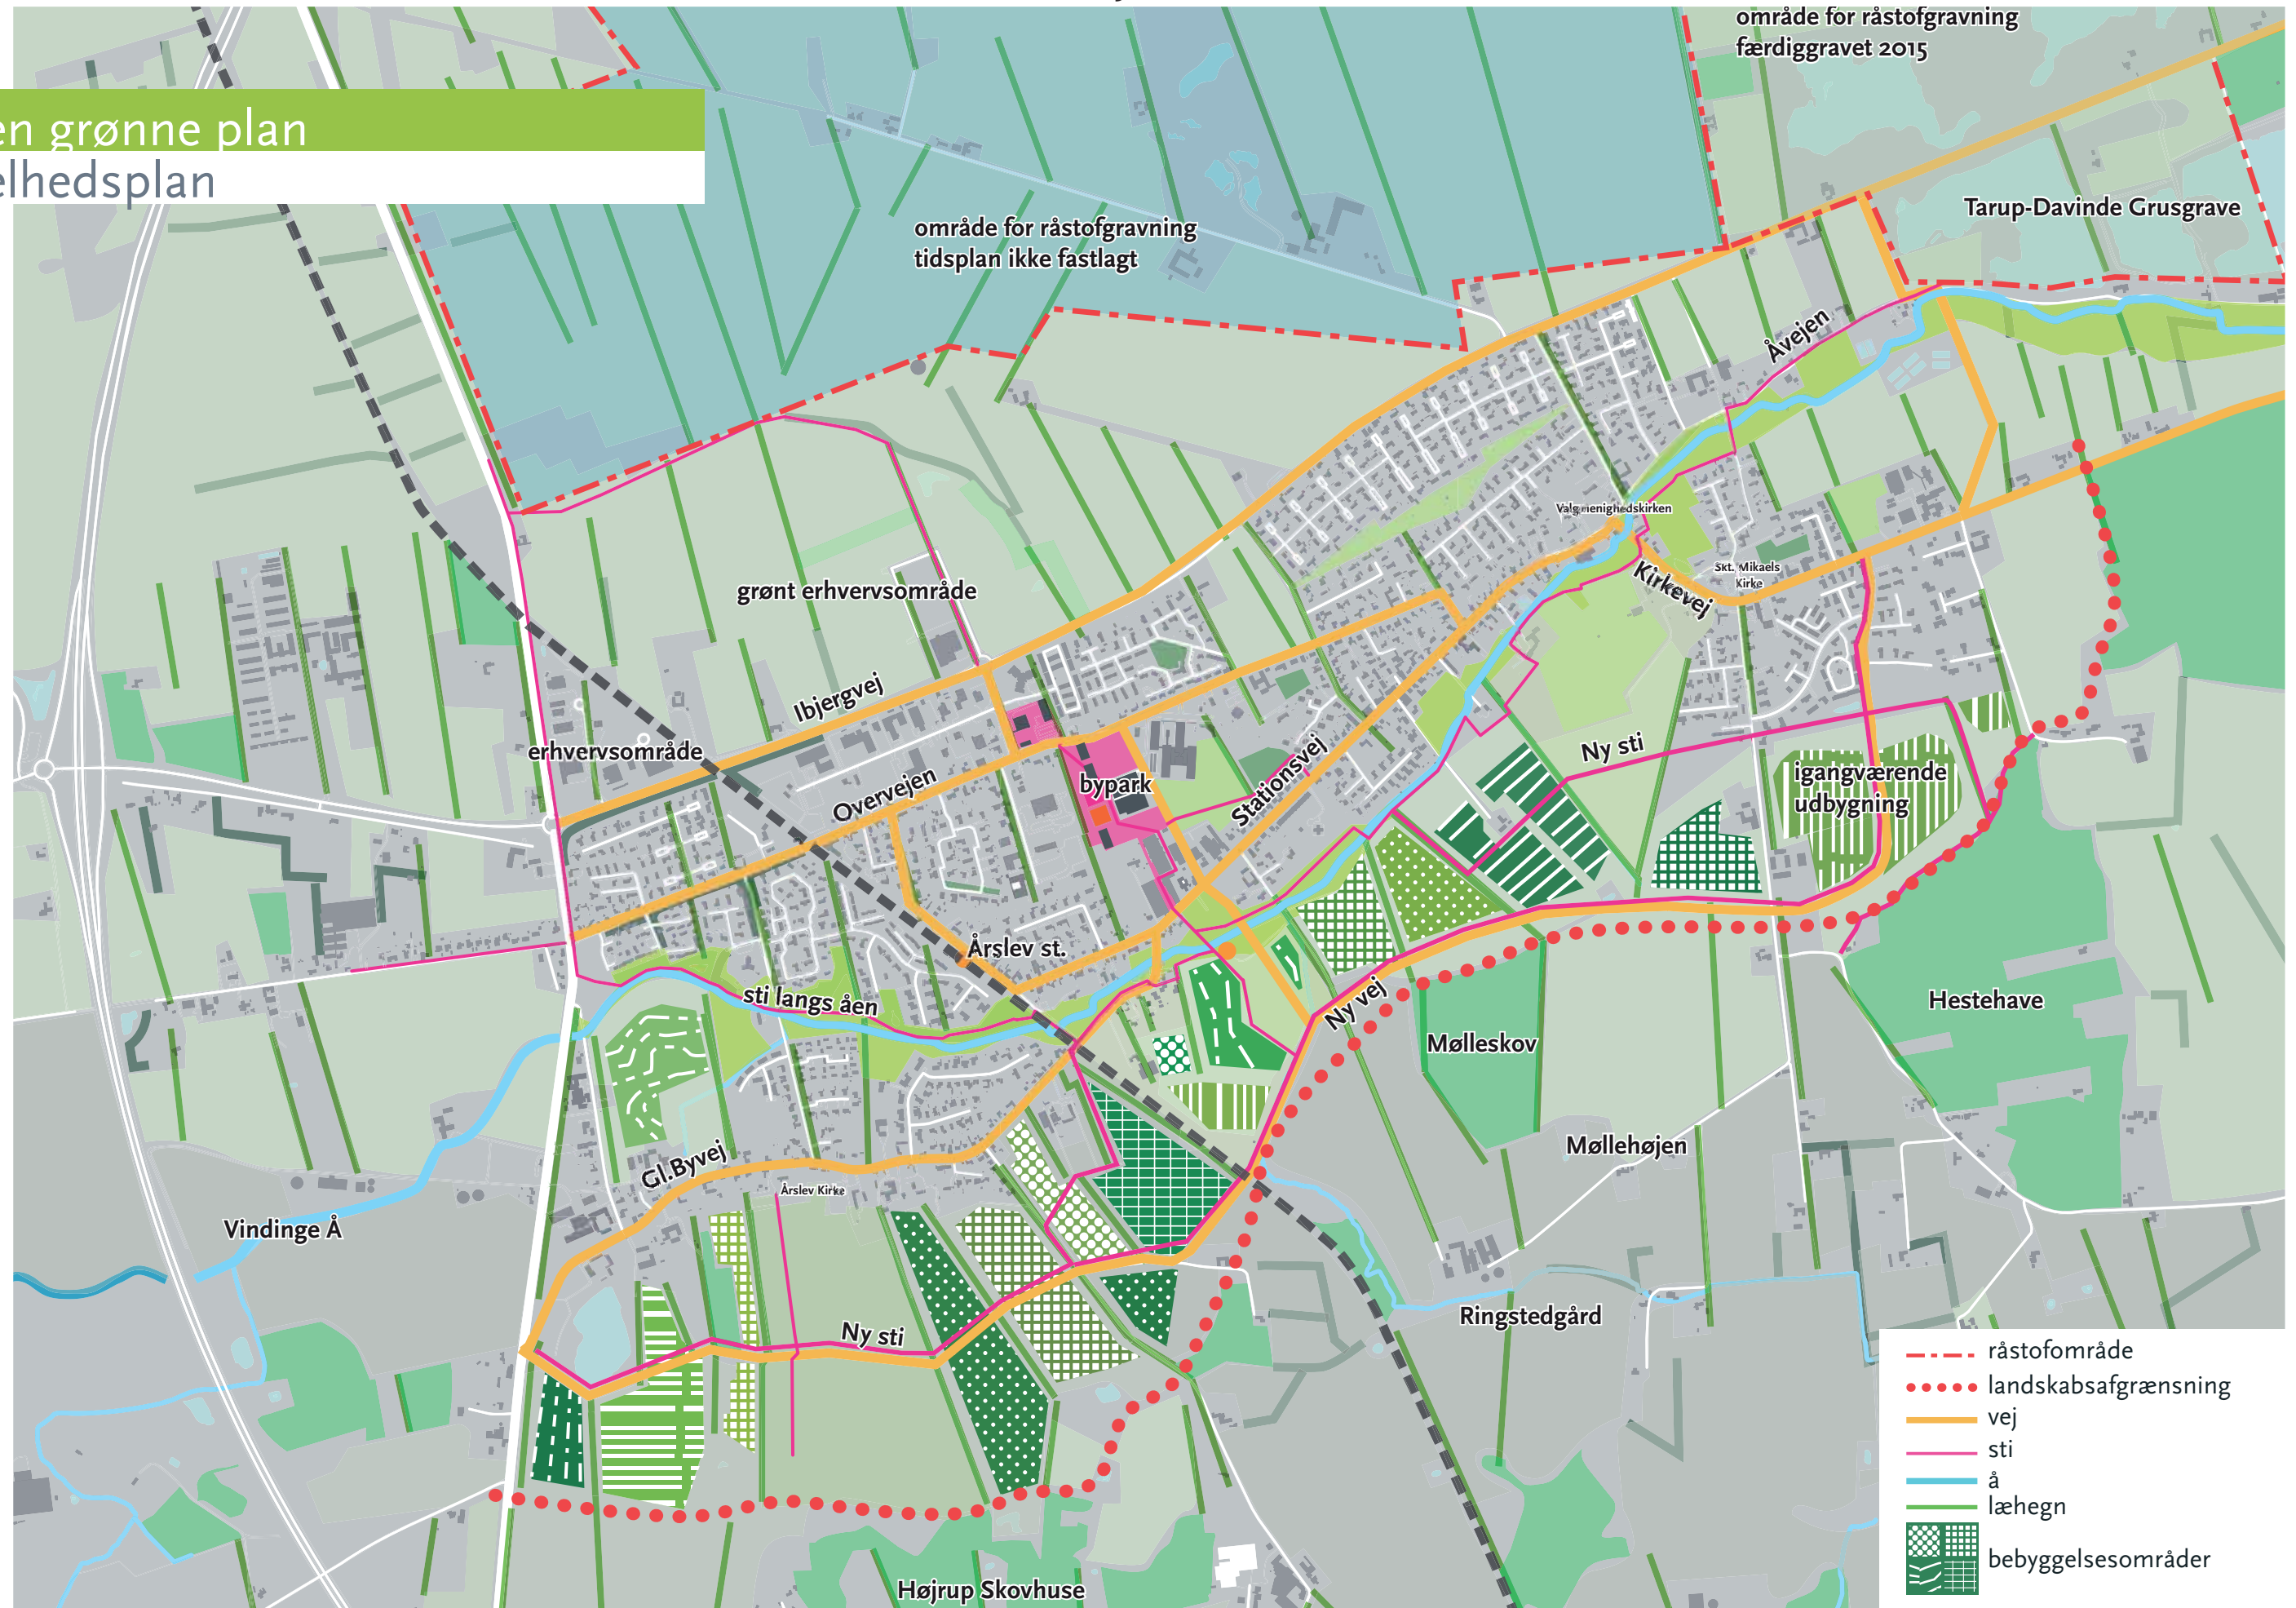 en grønne plan
elhedsplan
område for råstofgravning
færdiggravet 2015
Tarup-Davinde Grusgrave
område for råstofgravning
tidsplan ikke fastlagt
Åvejen
Valgmenighedskirken
Skt. Mikaels
Kirke
Kirkevej
grønt erhvervsområde
Ibjergvej
erhvervsområde
Overvejen
bypark
Stationsvej
Ny sti
igangværende
udbygning
Årslev st.
sti langs åen
Ny vej
Mølleskov
Hestehave
Møllehøjen
Gl.Byvej
Årslev Kirke
Vindinge Å
Ny sti
Ringstedgård
Højrup Skovhuse
råstofområde
landskabsafgrænsning
vej
sti
å
læhegn
bebyggelsesområder